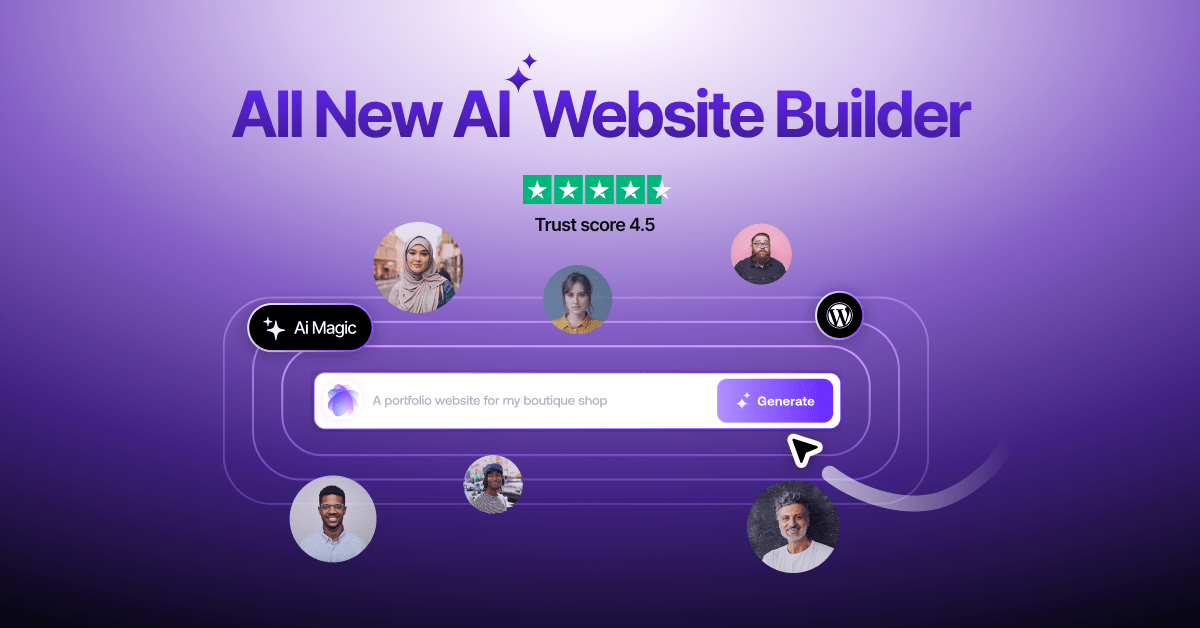 All New AI Website Builder
Trust score 4.5
Ai Magic
A portfolio website for my boutique shop
Generate